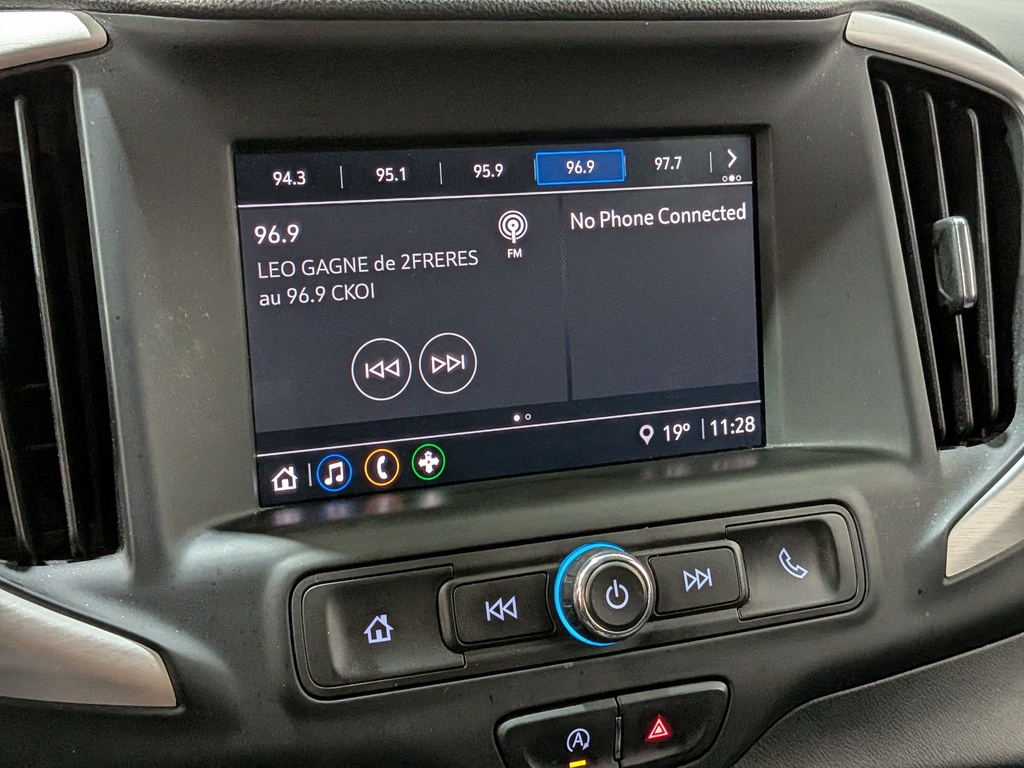 94.3 | 95.1 | 95.9 96.9 97.7 |
96.9
FM
LEO GAGNE de 2FRERES
au 96.9 CKOI
No Phone Connected
19° | 11:28
A